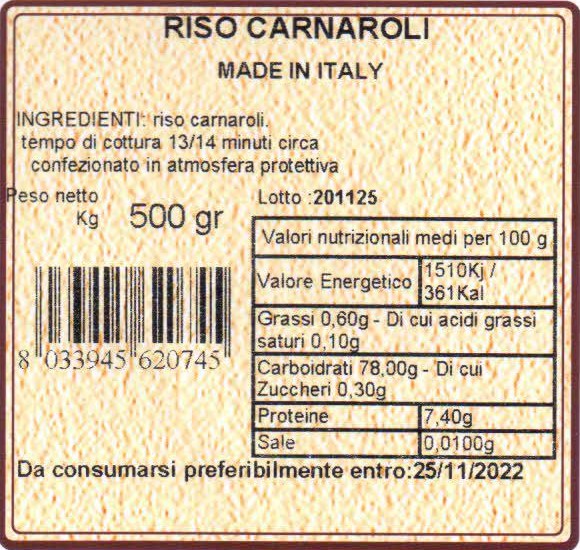 RISO CARNAROLI
MADE IN ITALY
INGREDIENTI: riso carnaroli.
tempo di cottura 13/14 minuti circa
confezionato in atmosfera protettiva
Peso netto
Kg 500 gr
Lotto :201125
Valori nutrizionali medi per 100 g
Valore Energetico 1510Kj /
361Kal
Grassi 0,60g - Di cui acidi grassi
saturi 0,10g
Carboidrati 78,00g - Di cui
Zuccheri 0,30g
Proteine 7,40g
Sale 0,0100g
8 033945 620745
Da consumarsi preferibilmente entro:25/11/2022